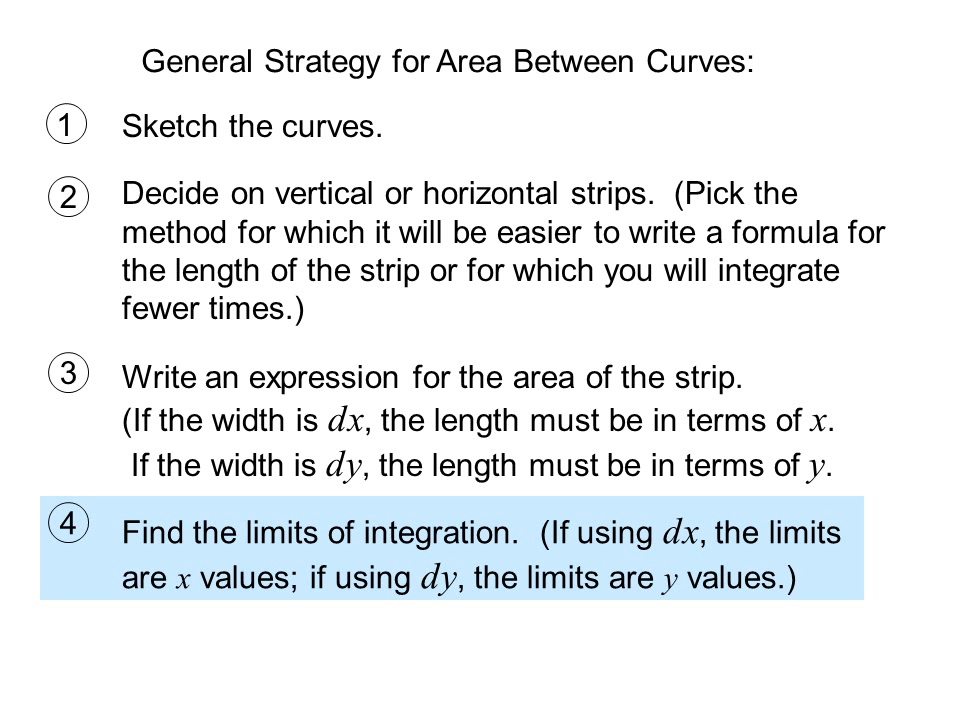 General Strategy for Area Between Curves:
1 Sketch the curves.
2 Decide on vertical or horizontal strips.  (Pick the
method for which it will be easier to write a formula for
the length of the strip or for which you will integrate
fewer times.)
3 Write an expression for the area of the strip.
(If the width is dx, the length must be in terms of x.
If the width is dy, the length must be in terms of y.
4 Find the limits of integration.  (If using dx, the limits
are x values; if using dy, the limits are y values.)